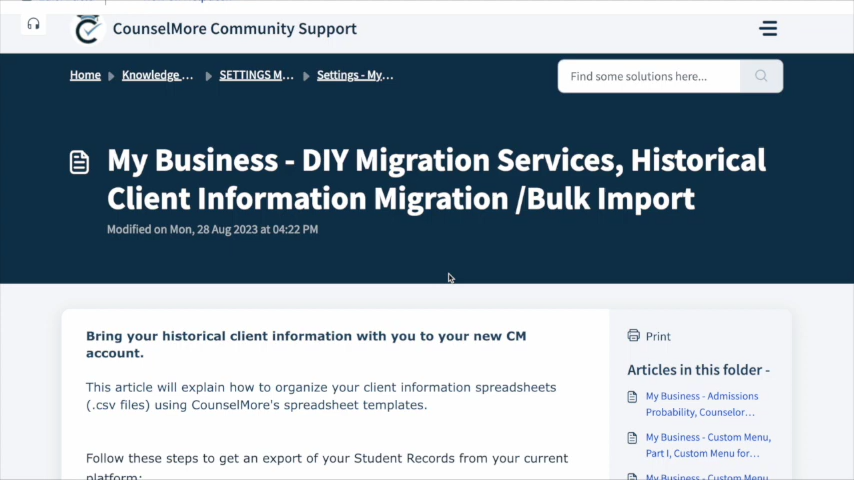 CounselMore Community Support
Home
Knowledge ...
SETTINGS M...
Settings - My...
Find some solutions here...
My Business - DIY Migration Services, Historical
Client Information Migration /Bulk Import
Modified on Mon, 28 Aug 2023 at 04:22 PM
Bring your historical client information with you to your new CM
account.
This article will explain how to organize your client information spreadsheets
(.csv files) using CounselMore's spreadsheet templates.
Follow these steps to get an export of your Student Records from your current
platform:
Print
Articles in this folder -
My Business - Admissions
Probability, Counselor...
My Business - Custom Menu,
Part I, Custom Menu for...
My Business - Custom Menu